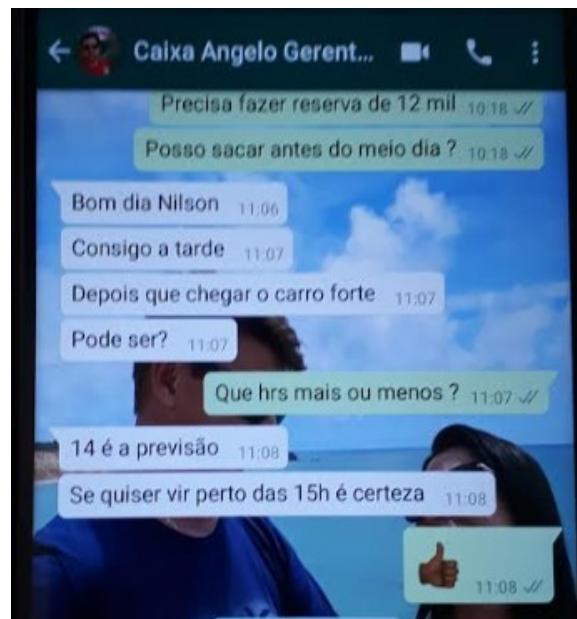 Caixa Angelo Gerent...
Precisa fazer reserva de 12 mil 10:18
Posso sacar antes do meio dia ? 10:18
Bom dia Nilson 11:06
Consigo a tarde 11:07
Depois que chegar o carro forte 11:07
Pode ser? 11:07
Que hrs mais ou menos ? 11:07
14 é a previsão 11:08
Se quiser vir perto das 15h é certeza 11:08
11:08